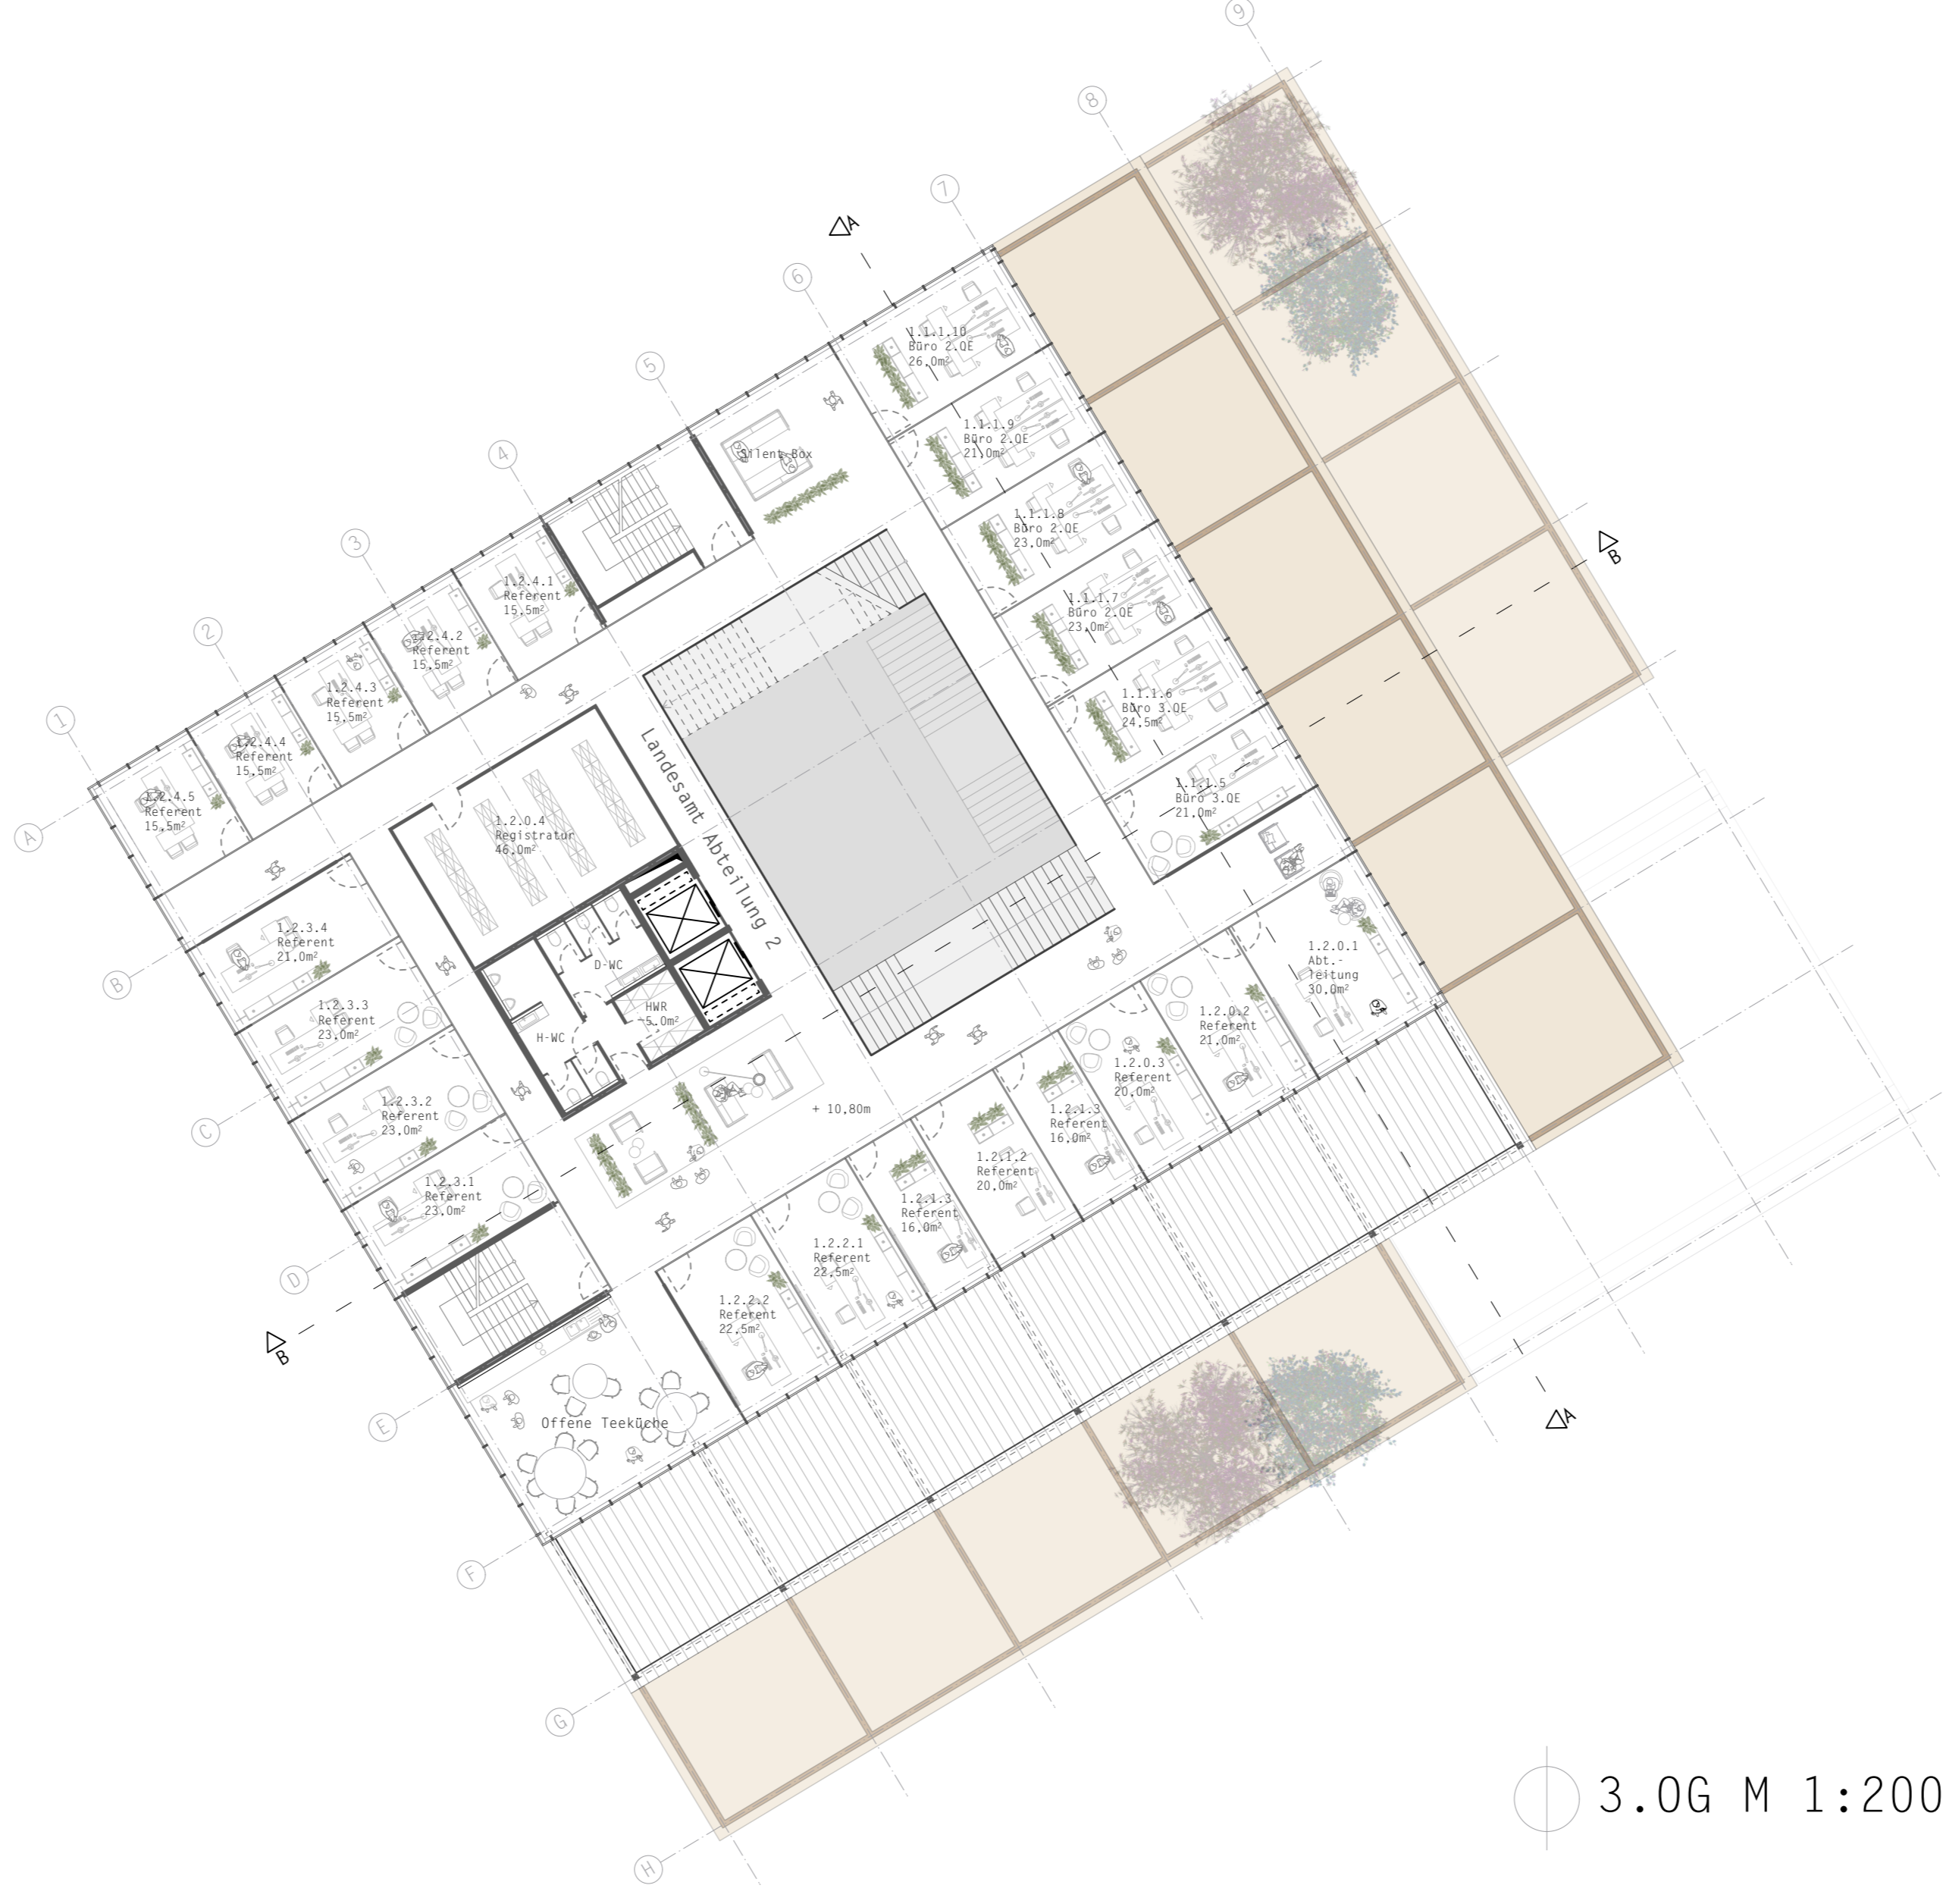 9
8
7
A
6
5
4
3
2
1
A
B
C
D
E
F
G
H
B
B
A
1.1.1.10
Büro 2.QE
26.0m²
1.1.1.9
Büro 2.QE
21.0m²
1.1.1.8
Büro 2.QE
23.0m²
1.1.1.7
Büro 2.QE
23.0m²
1.1.1.6
Büro 3.QE
24.5m²
1.1.1.5
Büro 3.QE
21.0m²
Silent Box
1.2.4.1
Referent
15.5m²
1.2.4.2
Referent
15.5m²
1.2.4.3
Referent
15.5m²
1.2.4.4
Referent
15.5m²
1.2.4.5
Referent
15.5m²
1.2.0.4
Registratur
46.0m²
Landesamt Abteilung 2
1.2.3.4
Referent
21.0m²
1.2.3.3
Referent
23.0m²
1.2.3.2
Referent
23.0m²
1.2.3.1
Referent
23.0m²
D-WC
HWR
5.0m²
H-WC
+ 10,80m
1.2.0.1
Abt.-
leitung
30.0m²
1.2.0.2
Referent
21.0m²
1.2.0.3
Referent
20.0m²
1.2.1.3
Referent
16.0m²
1.2.1.2
Referent
20.0m²
1.2.1.3
Referent
16.0m²
1.2.2.1
Referent
22.5m²
1.2.2.2
Referent
22.5m²
Offene Teeküche
3.OG M 1:200